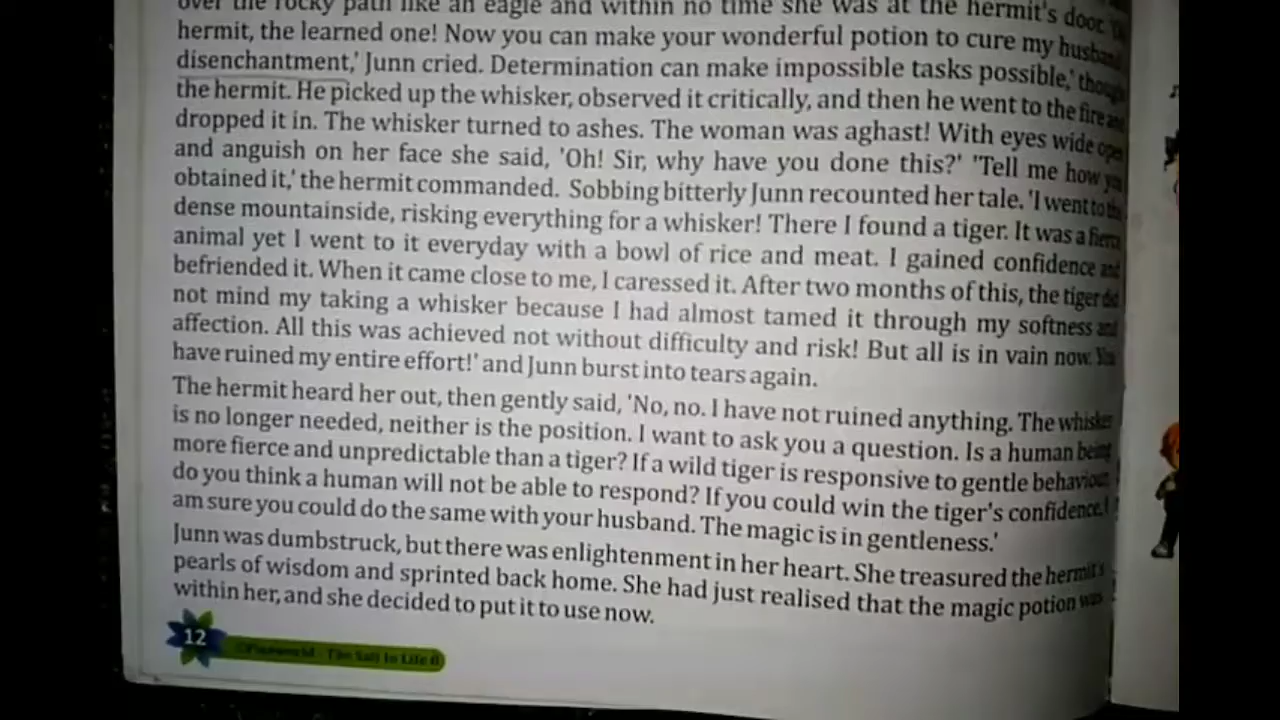 over the rocky path like an eagle and within no time she was at the hermit's door.
hermit, the learned one! Now you can make your wonderful potion to cure my husband
disenchantment,' Junn cried. Determination can make impossible tasks possible,' though
the hermit. He picked up the whisker, observed it critically, and then he went to the fire and
dropped it in. The whisker turned to ashes. The woman was aghast! With eyes wide open
and anguish on her face she said, 'Oh! Sir, why have you done this?' 'Tell me how you
obtained it,' the hermit commanded. Sobbing bitterly Junn recounted her tale. 'I went to the
dense mountainside, risking everything for a whisker! There I found a tiger. It was a fierce
animal yet I went to it everyday with a bowl of rice and meat. I gained confidence and
befriended it. When it came close to me, I caressed it. After two months of this, the tiger did
not mind my taking a whisker because I had almost tamed it through my softness and
affection. All this was achieved not without difficulty and risk! But all is in vain now. You
have ruined my entire effort!' and Junn burst into tears again.
The hermit heard her out, then gently said, 'No, no. I have not ruined anything. The whisker
is no longer needed, neither is the position. I want to ask you a question. Is a human being
more fierce and unpredictable than a tiger? If a wild tiger is responsive to gentle behaviour
do you think a human will not be able to respond? If you could win the tiger's confidence, I
am sure you could do the same with your husband. The magic is in gentleness.'
Junn was dumbstruck, but there was enlightenment in her heart. She treasured the hermit's
pearls of wisdom and sprinted back home. She had just realised that the magic potion was
within her, and she decided to put it to use now.
12
The Salt In Life